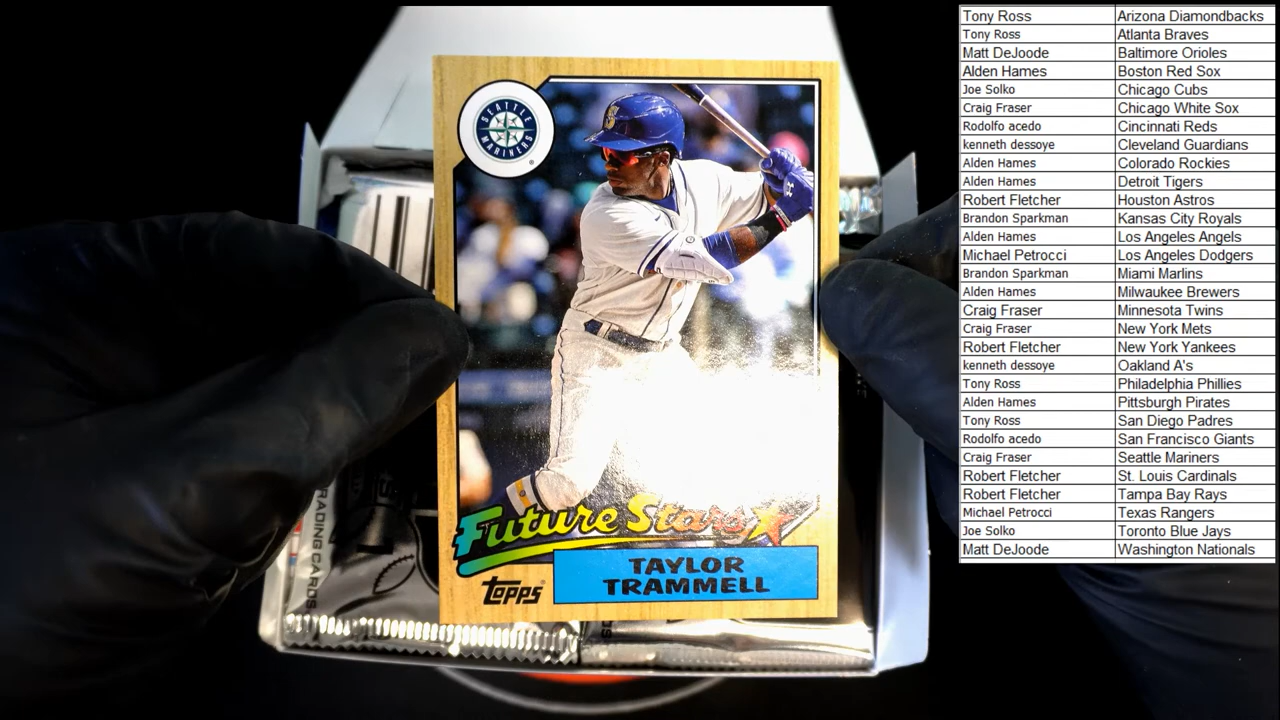 SEATTLE
MARINERS
S
Future Stars
TAYLOR
TRAMMELL
Topps
RADING CARDS
Tony Ross Arizona Diamondbacks
Tony Ross Atlanta Braves
Matt DeJoode Baltimore Orioles
Alden Hames Boston Red Sox
Joe Solko Chicago Cubs
Craig Fraser Chicago White Sox
Rodolfo acedo Cincinnati Reds
kenneth dessoye Cleveland Guardians
Alden Hames Colorado Rockies
Alden Hames Detroit Tigers
Robert Fletcher Houston Astros
Brandon Sparkman Kansas City Royals
Alden Hames Los Angeles Angels
Michael Petrocci Los Angeles Dodgers
Brandon Sparkman Miami Marlins
Alden Hames Milwaukee Brewers
Craig Fraser Minnesota Twins
Craig Fraser New York Mets
Robert Fletcher New York Yankees
kenneth dessoye Oakland A's
Tony Ross Philadelphia Phillies
Alden Hames Pittsburgh Pirates
Tony Ross San Diego Padres
Rodolfo acedo San Francisco Giants
Craig Fraser Seattle Mariners
Robert Fletcher St. Louis Cardinals
Robert Fletcher Tampa Bay Rays
Michael Petrocci Texas Rangers
Joe Solko Toronto Blue Jays
Matt DeJoode Washington Nationals